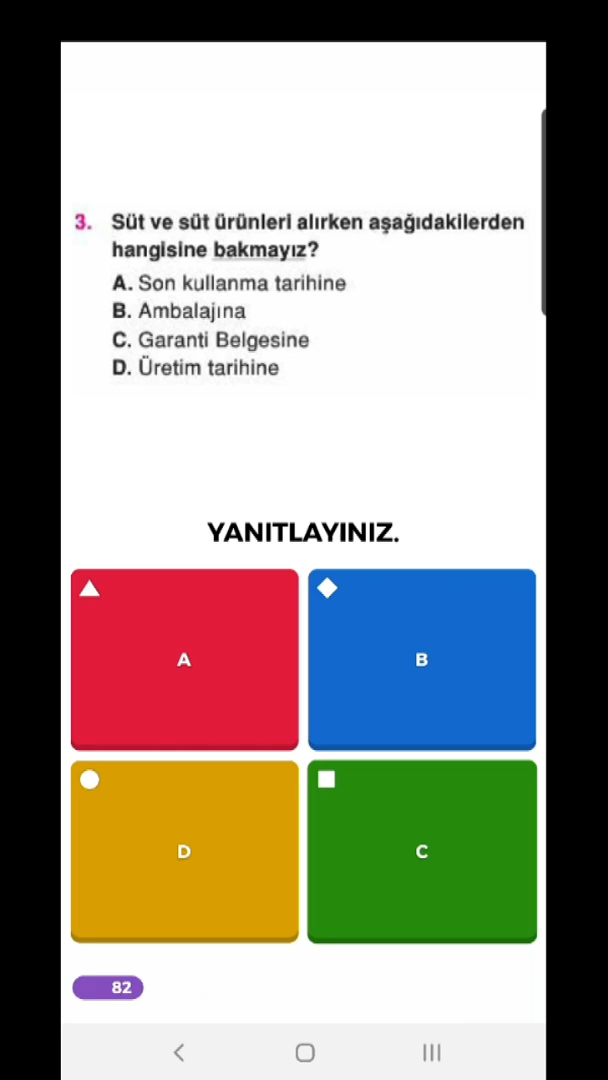 3. Süt ve süt ürünleri alırken aşağıdakilerden
hangisine bakmayız?
A. Son kullanma tarihine
B. Ambalajına
C. Garanti Belgesine
D. Üretim tarihine
YANITLAYINIZ.
A
B
D
C
82